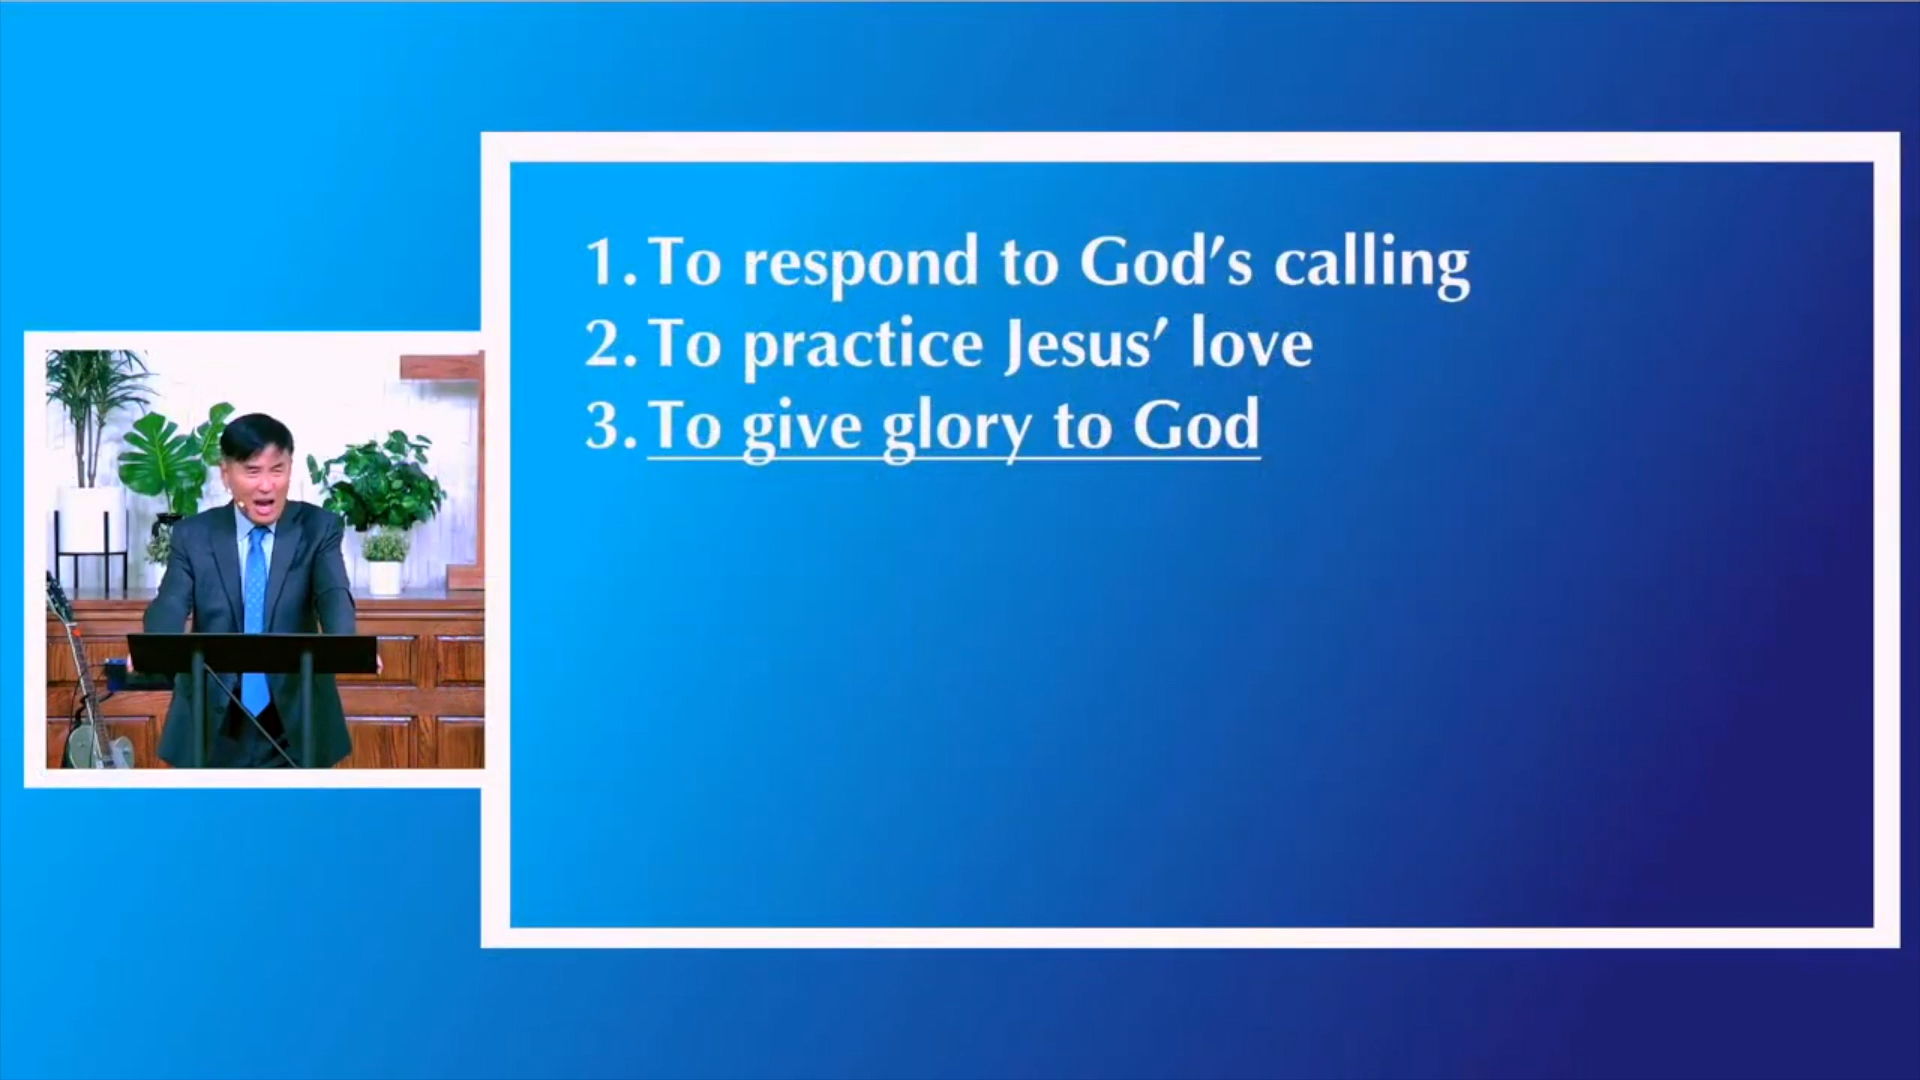 1. To respond to God’s calling
2. To practice Jesus’ love
3. To give glory to God